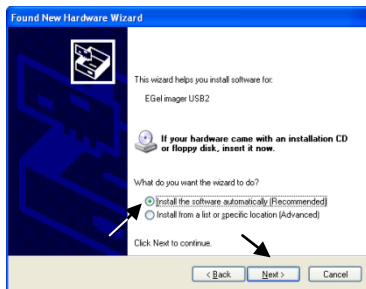 Found New Hardware Wizard
This wizard helps you install software for:
EGel imager USB2
If your hardware came with an installation CD
or floppy disk, insert it now.
What do you want the wizard to do?
Install the software automatically (Recommended)
Install from a list or specific location (Advanced)
Click Next to continue.
< Back Next > Cancel